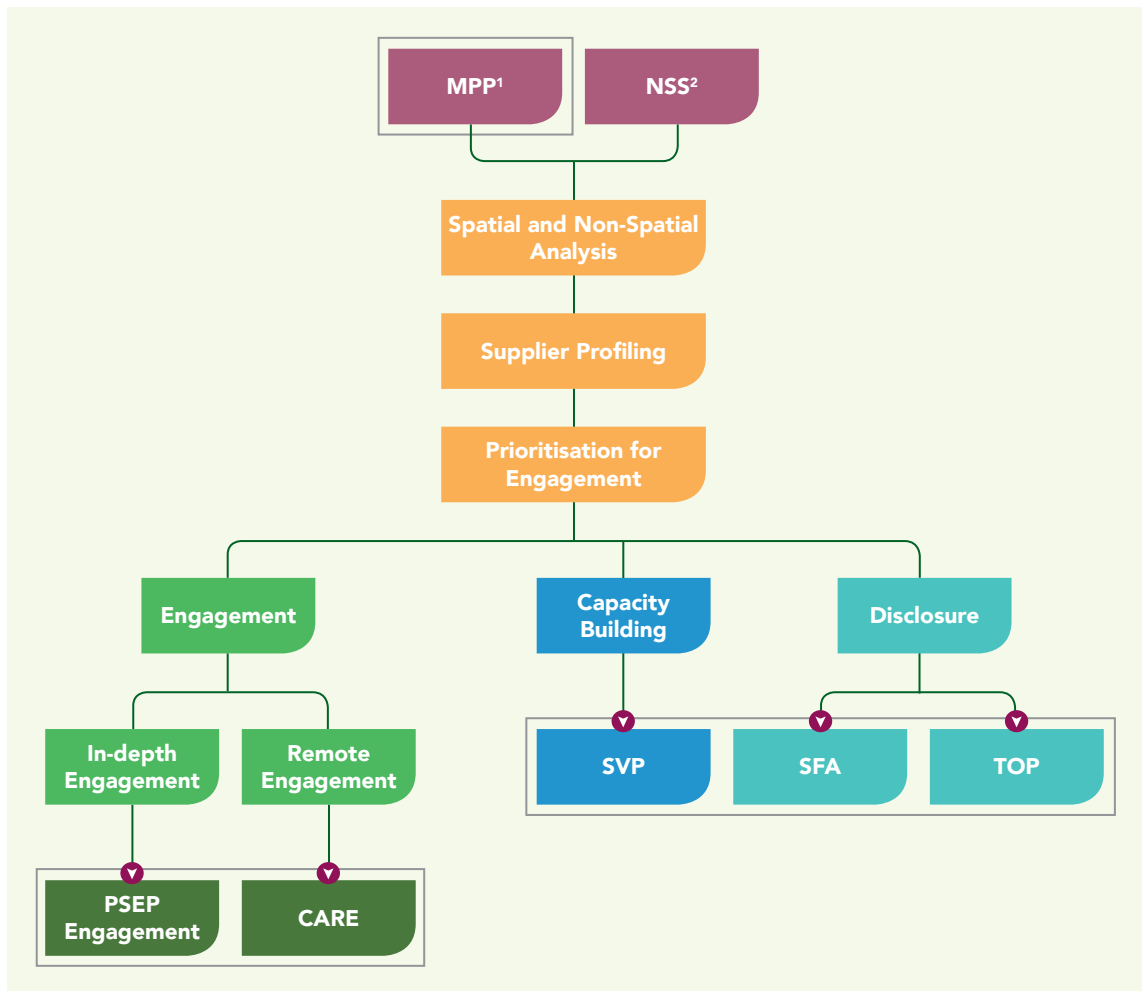 MPP¹
NSS²
Spatial and Non-Spatial
Analysis
Supplier Profiling
Prioritisation for
Engagement
Engagement
Capacity
Building
Disclosure
In-depth
Engagement
Remote
Engagement
SVP
SFA
TOP
PSEP
Engagement
CARE